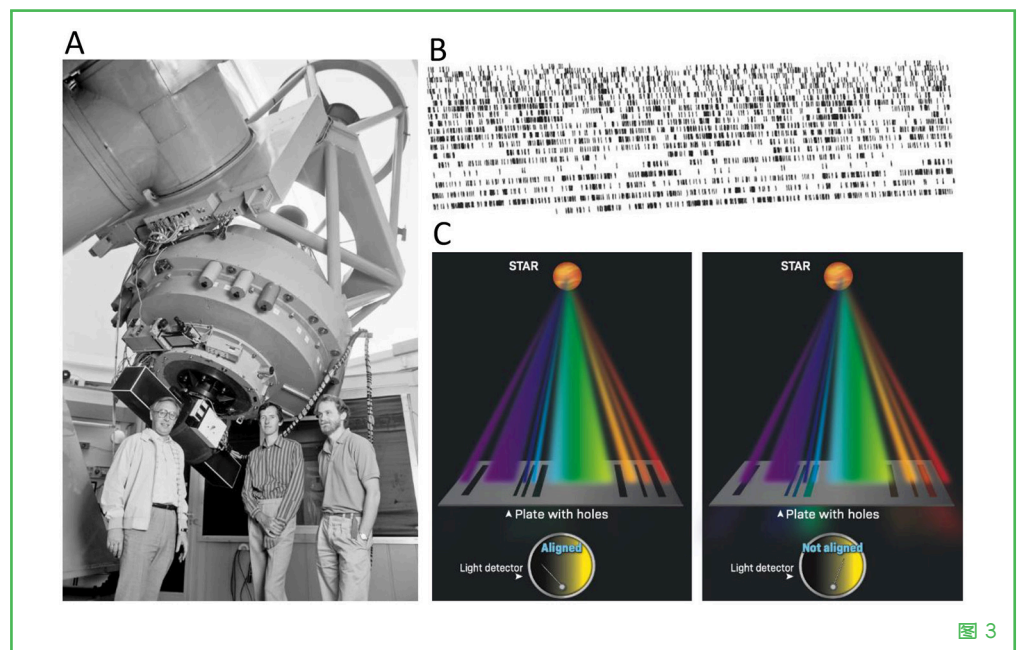 A
B
C
STAR
Plate with holes
Aligned
Light detector
STAR
Plate with holes
Not aligned
Light detector
图 3